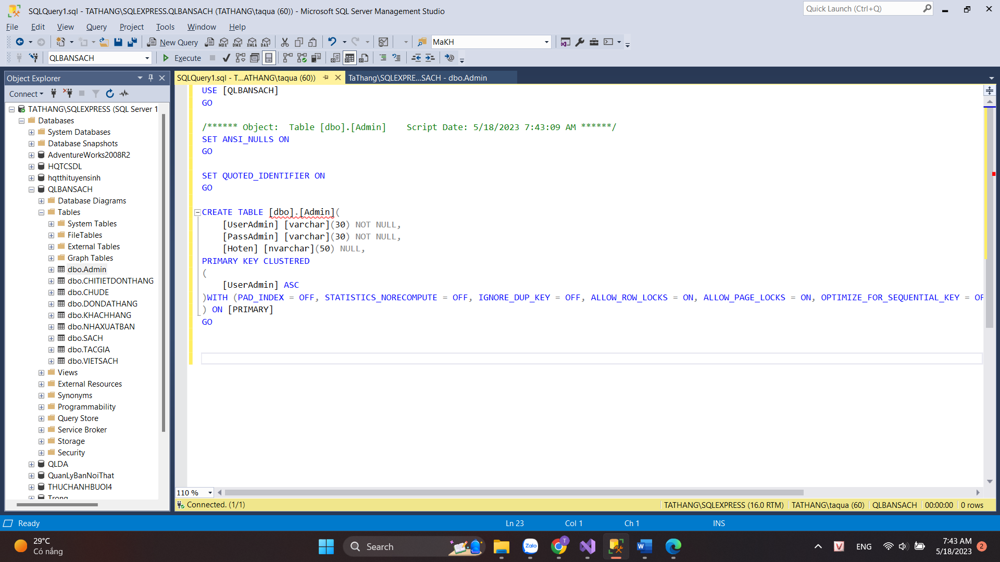 SQLQuery1.sql - TATHANG\SQLEXPRESS.QLBANSACH (TATHANG\taqua (60)) - Microsoft SQL Server Management Studio
Quick Launch (Ctrl+Q)
File Edit View Query Project Tools Window Help
New Query MDX DMX XMLA DAX MaKH
QLBANSACH Execute
Object Explorer
SQLQuery1.sql - T...ATHANG\taqua (60)) TaThang\SQLEXPRE...SACH - dbo.Admin
Connect
TATHANG\SQLEXPRESS (SQL Server 1
Databases
System Databases
Database Snapshots
AdventureWorks2008R2
HQTCSDL
hqtthituyensinh
QLBANSACH
Database Diagrams
Tables
System Tables
FileTables
External Tables
Graph Tables
dbo.Admin
dbo.CHITIETDONTHANG
dbo.CHUDE
dbo.DONDATHANG
dbo.KHACHHANG
dbo.NHAXUATBAN
dbo.SACH
dbo.TACGIA
dbo.VIETSACH
Views
External Resources
Synonyms
Programmability
Query Store
Service Broker
Storage
Security
QLDA
QuanLyBanNoiThat
THUCHANHBUOI4
Trong
USE [QLBANSACH]
GO
/****** Object:  Table [dbo].[Admin]    Script Date: 5/18/2023 7:43:09 AM ******/
SET ANSI_NULLS ON
GO
SET QUOTED_IDENTIFIER ON
GO
CREATE TABLE [dbo].[Admin](
[UserAdmin] [varchar](30) NOT NULL,
[PassAdmin] [varchar](30) NOT NULL,
[Hoten] [nvarchar](50) NULL,
PRIMARY KEY CLUSTERED
(
[UserAdmin] ASC
)WITH (PAD_INDEX = OFF, STATISTICS_NORECOMPUTE = OFF, IGNORE_DUP_KEY = OFF, ALLOW_ROW_LOCKS = ON, ALLOW_PAGE_LOCKS = ON, OPTIMIZE_FOR_SEQUENTIAL_KEY = OF
) ON [PRIMARY]
GO
110 %
Connected. (1/1) TATHANG\SQLEXPRESS (16.0 RTM) TATHANG\taqua (60) QLBANSACH 00:00:00 0 rows
Ready Ln 23 Col 1 Ch 1 INS
29°C
Có nắng
Search
Zalo
T
W
V
ENG
7:43 AM
5/18/2023
2